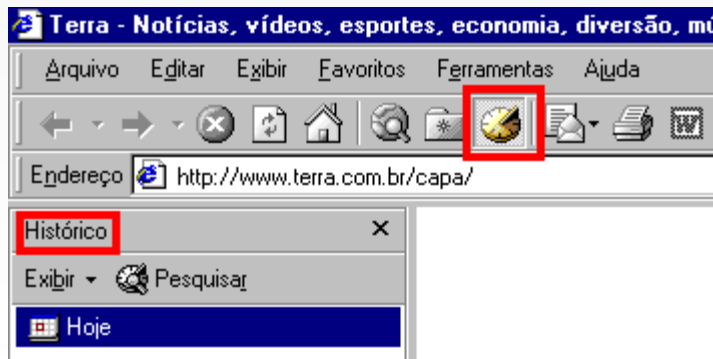 Terra - Notícias, vídeos, esportes, economia, diversão, mú
Arquivo Editar Exibir Favoritos Ferramentas Ajuda
W
Endereço http://www.terra.com.br/capa/
Histórico
Exibir Pesquisar
Hoje